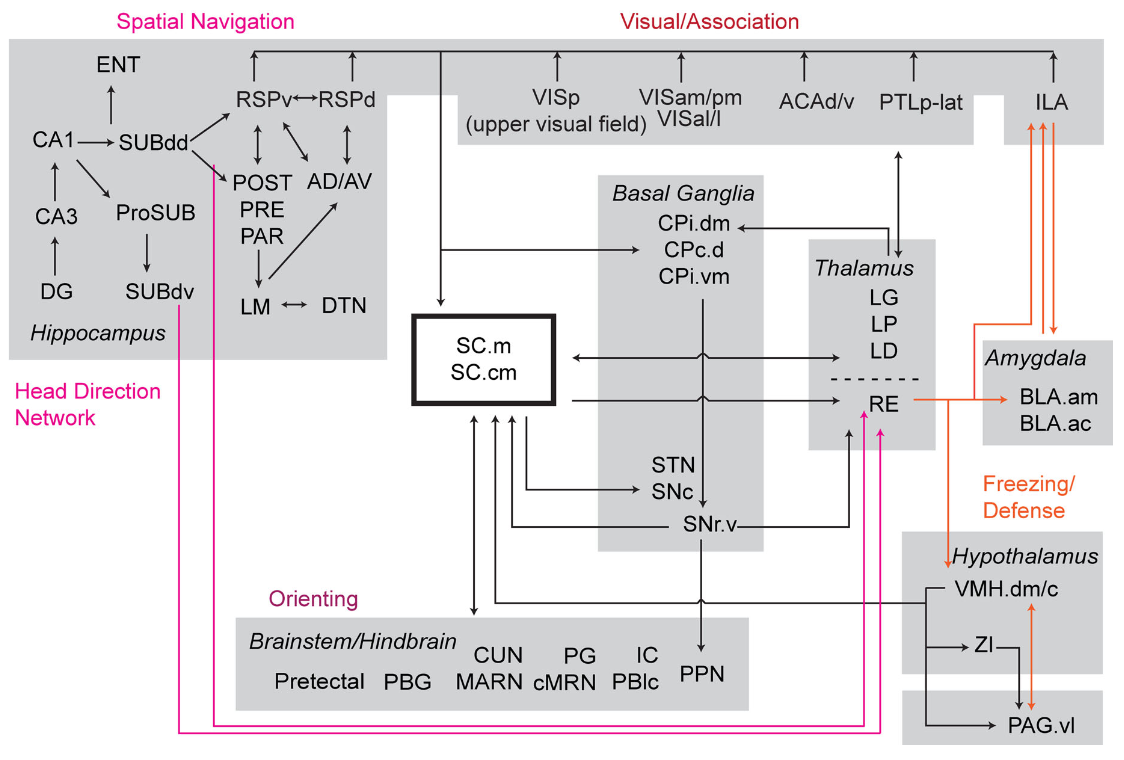 Spatial Navigation
Visual/Association
ENT
RSPv
RSPd
VISp
(upper visual field)
VISam/pm
VISal/l
ACAd/v
PTLp-lat
ILA
CA1
SUBdd
POST
PRE
PAR
AD/AV
CA3
ProSUB
DG
SUBdv
LM
DTN
Hippocampus
Head Direction
Network
Basal Ganglia
CPi.dm
CPc.d
CPi.vm
Thalamus
LG
LP
LD
RE
SC.m
SC.cm
Amygdala
BLA.am
BLA.ac
STN
SNc
SNr.v
Freezing/
Defense
Hypothalamus
VMH.dm/c
ZI
PAG.vl
Orienting
Brainstem/Hindbrain
CUN
PG
IC
Pretectal
PBG
MARN
cMRN
PBlc
PPN